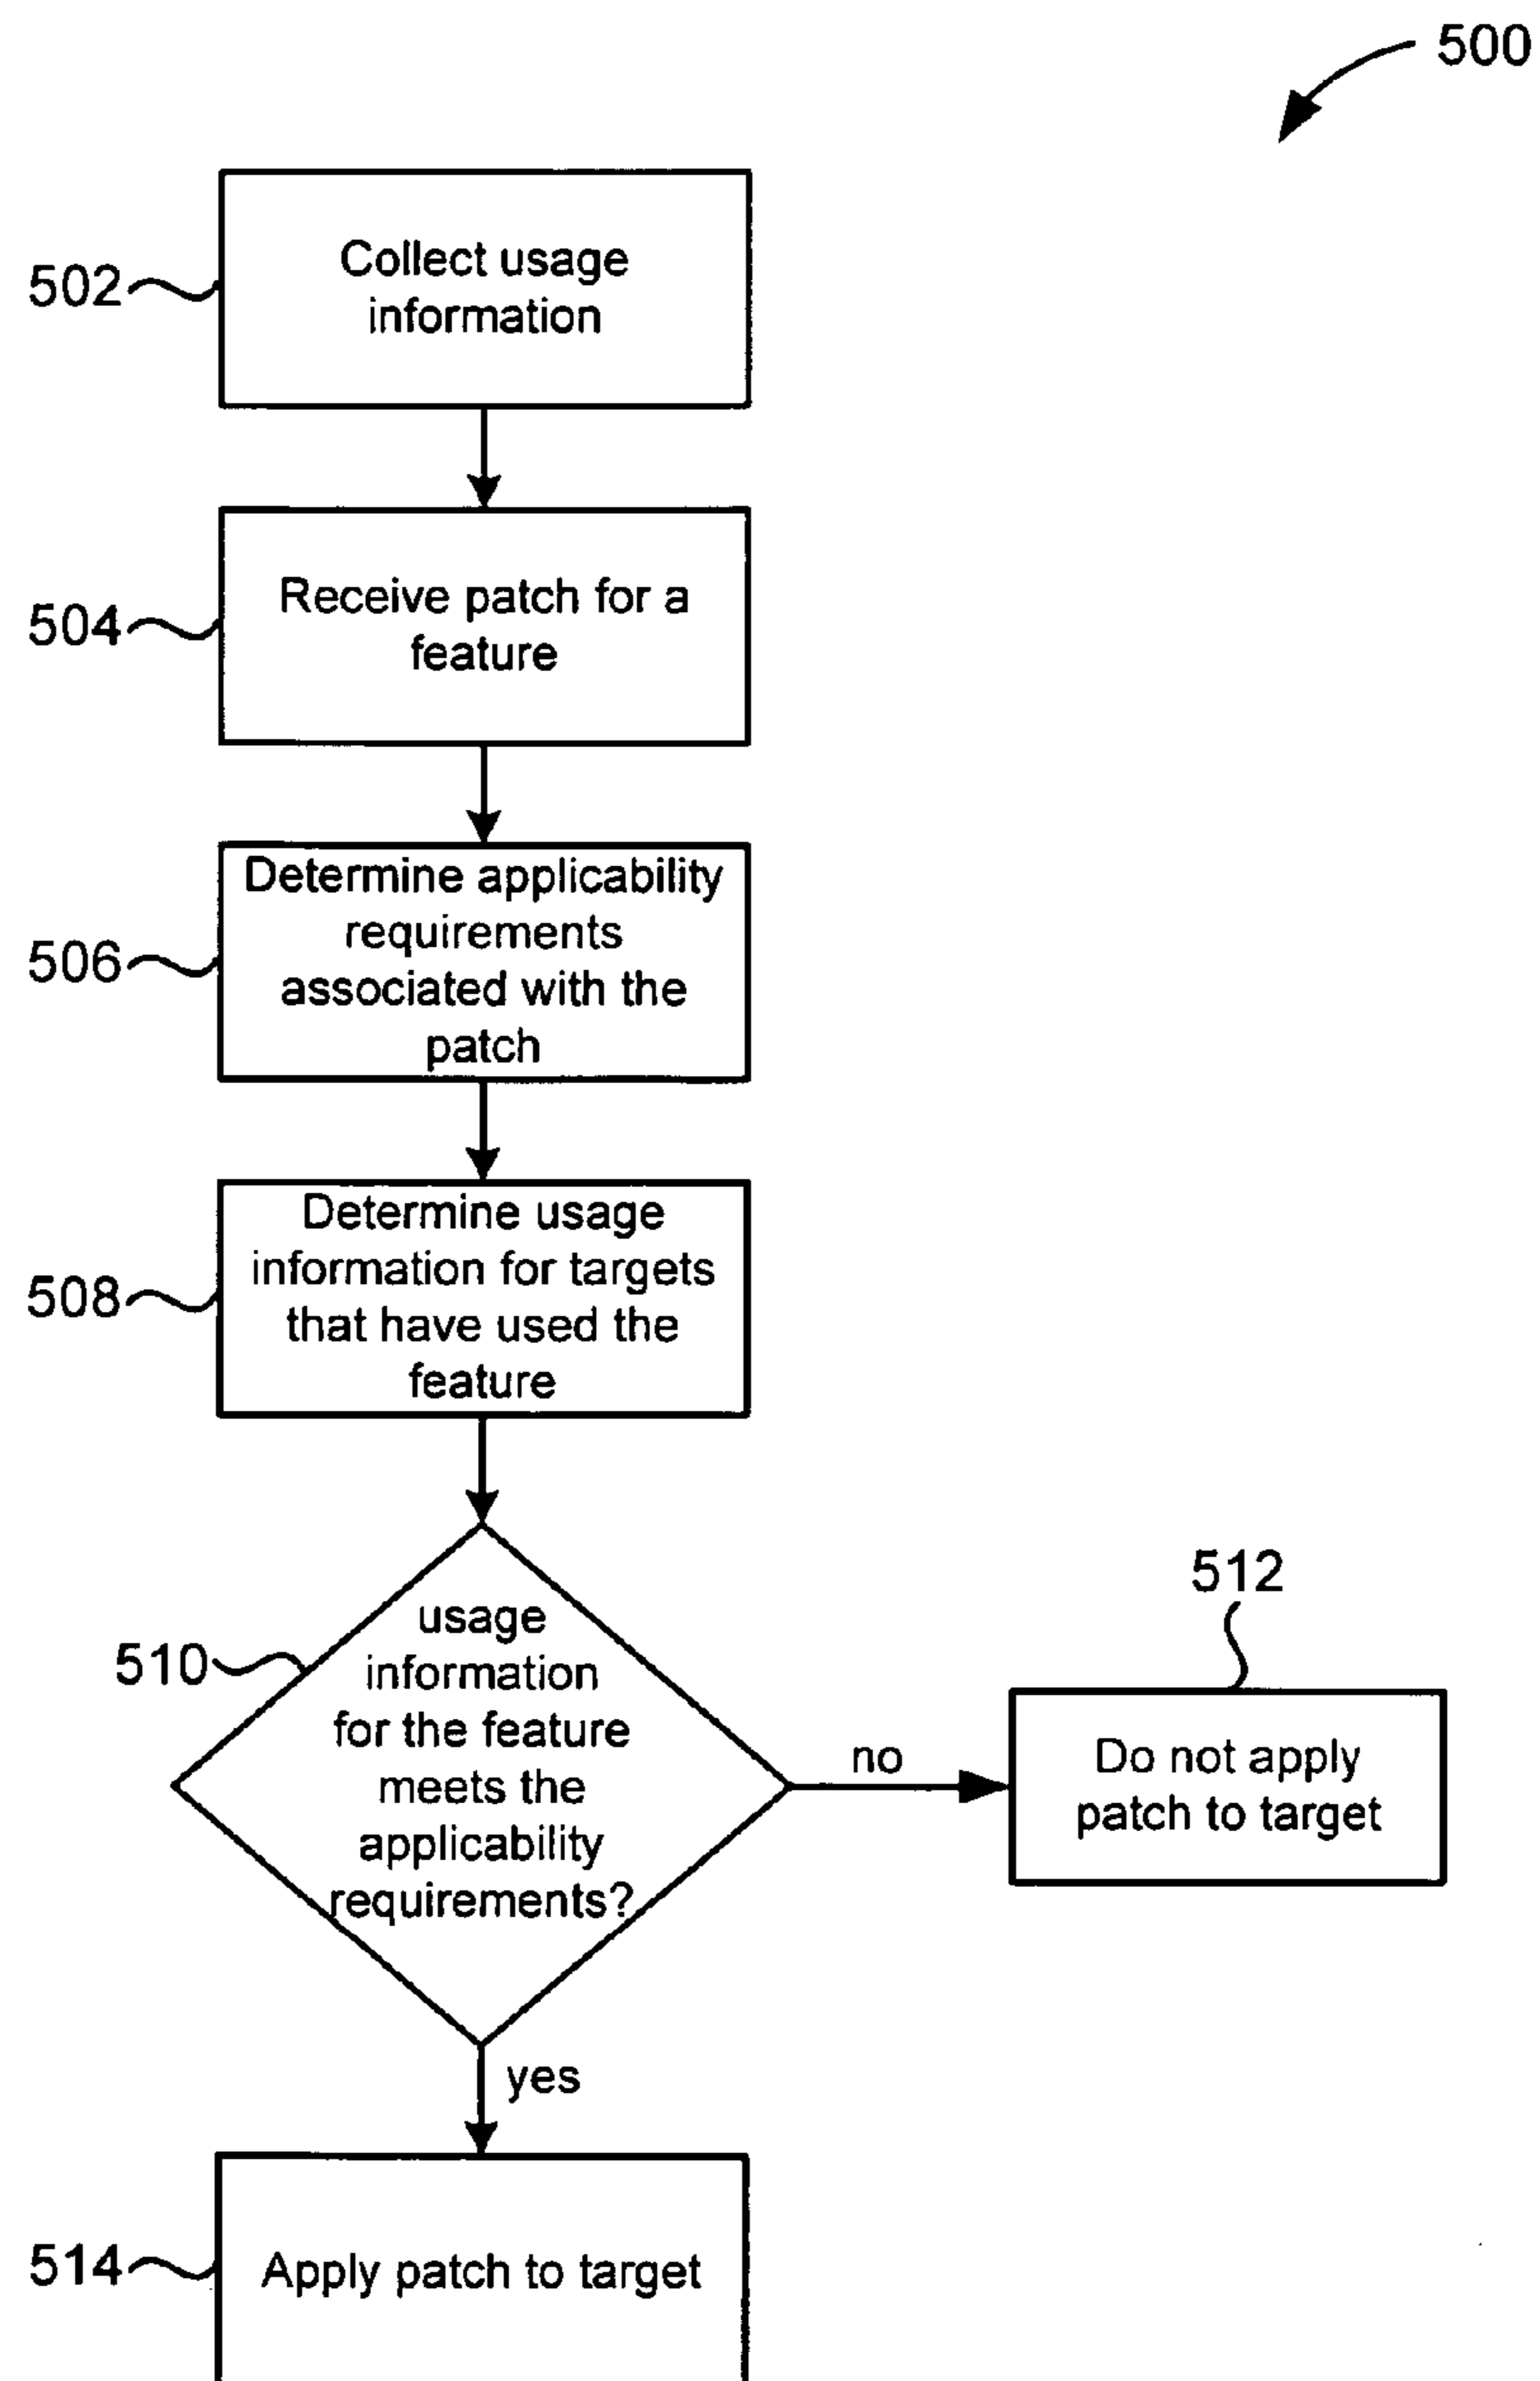 500
502
Collect usage
information
504
Receive patch for a
feature
506
Determine applicability
requirements
associated with the
patch
508
Determine usage
information for targets
that have used the
feature
510
usage
information
for the feature
meets the
applicability
requirements?
no
512
Do not apply
patch to target
yes
514
Apply patch to target